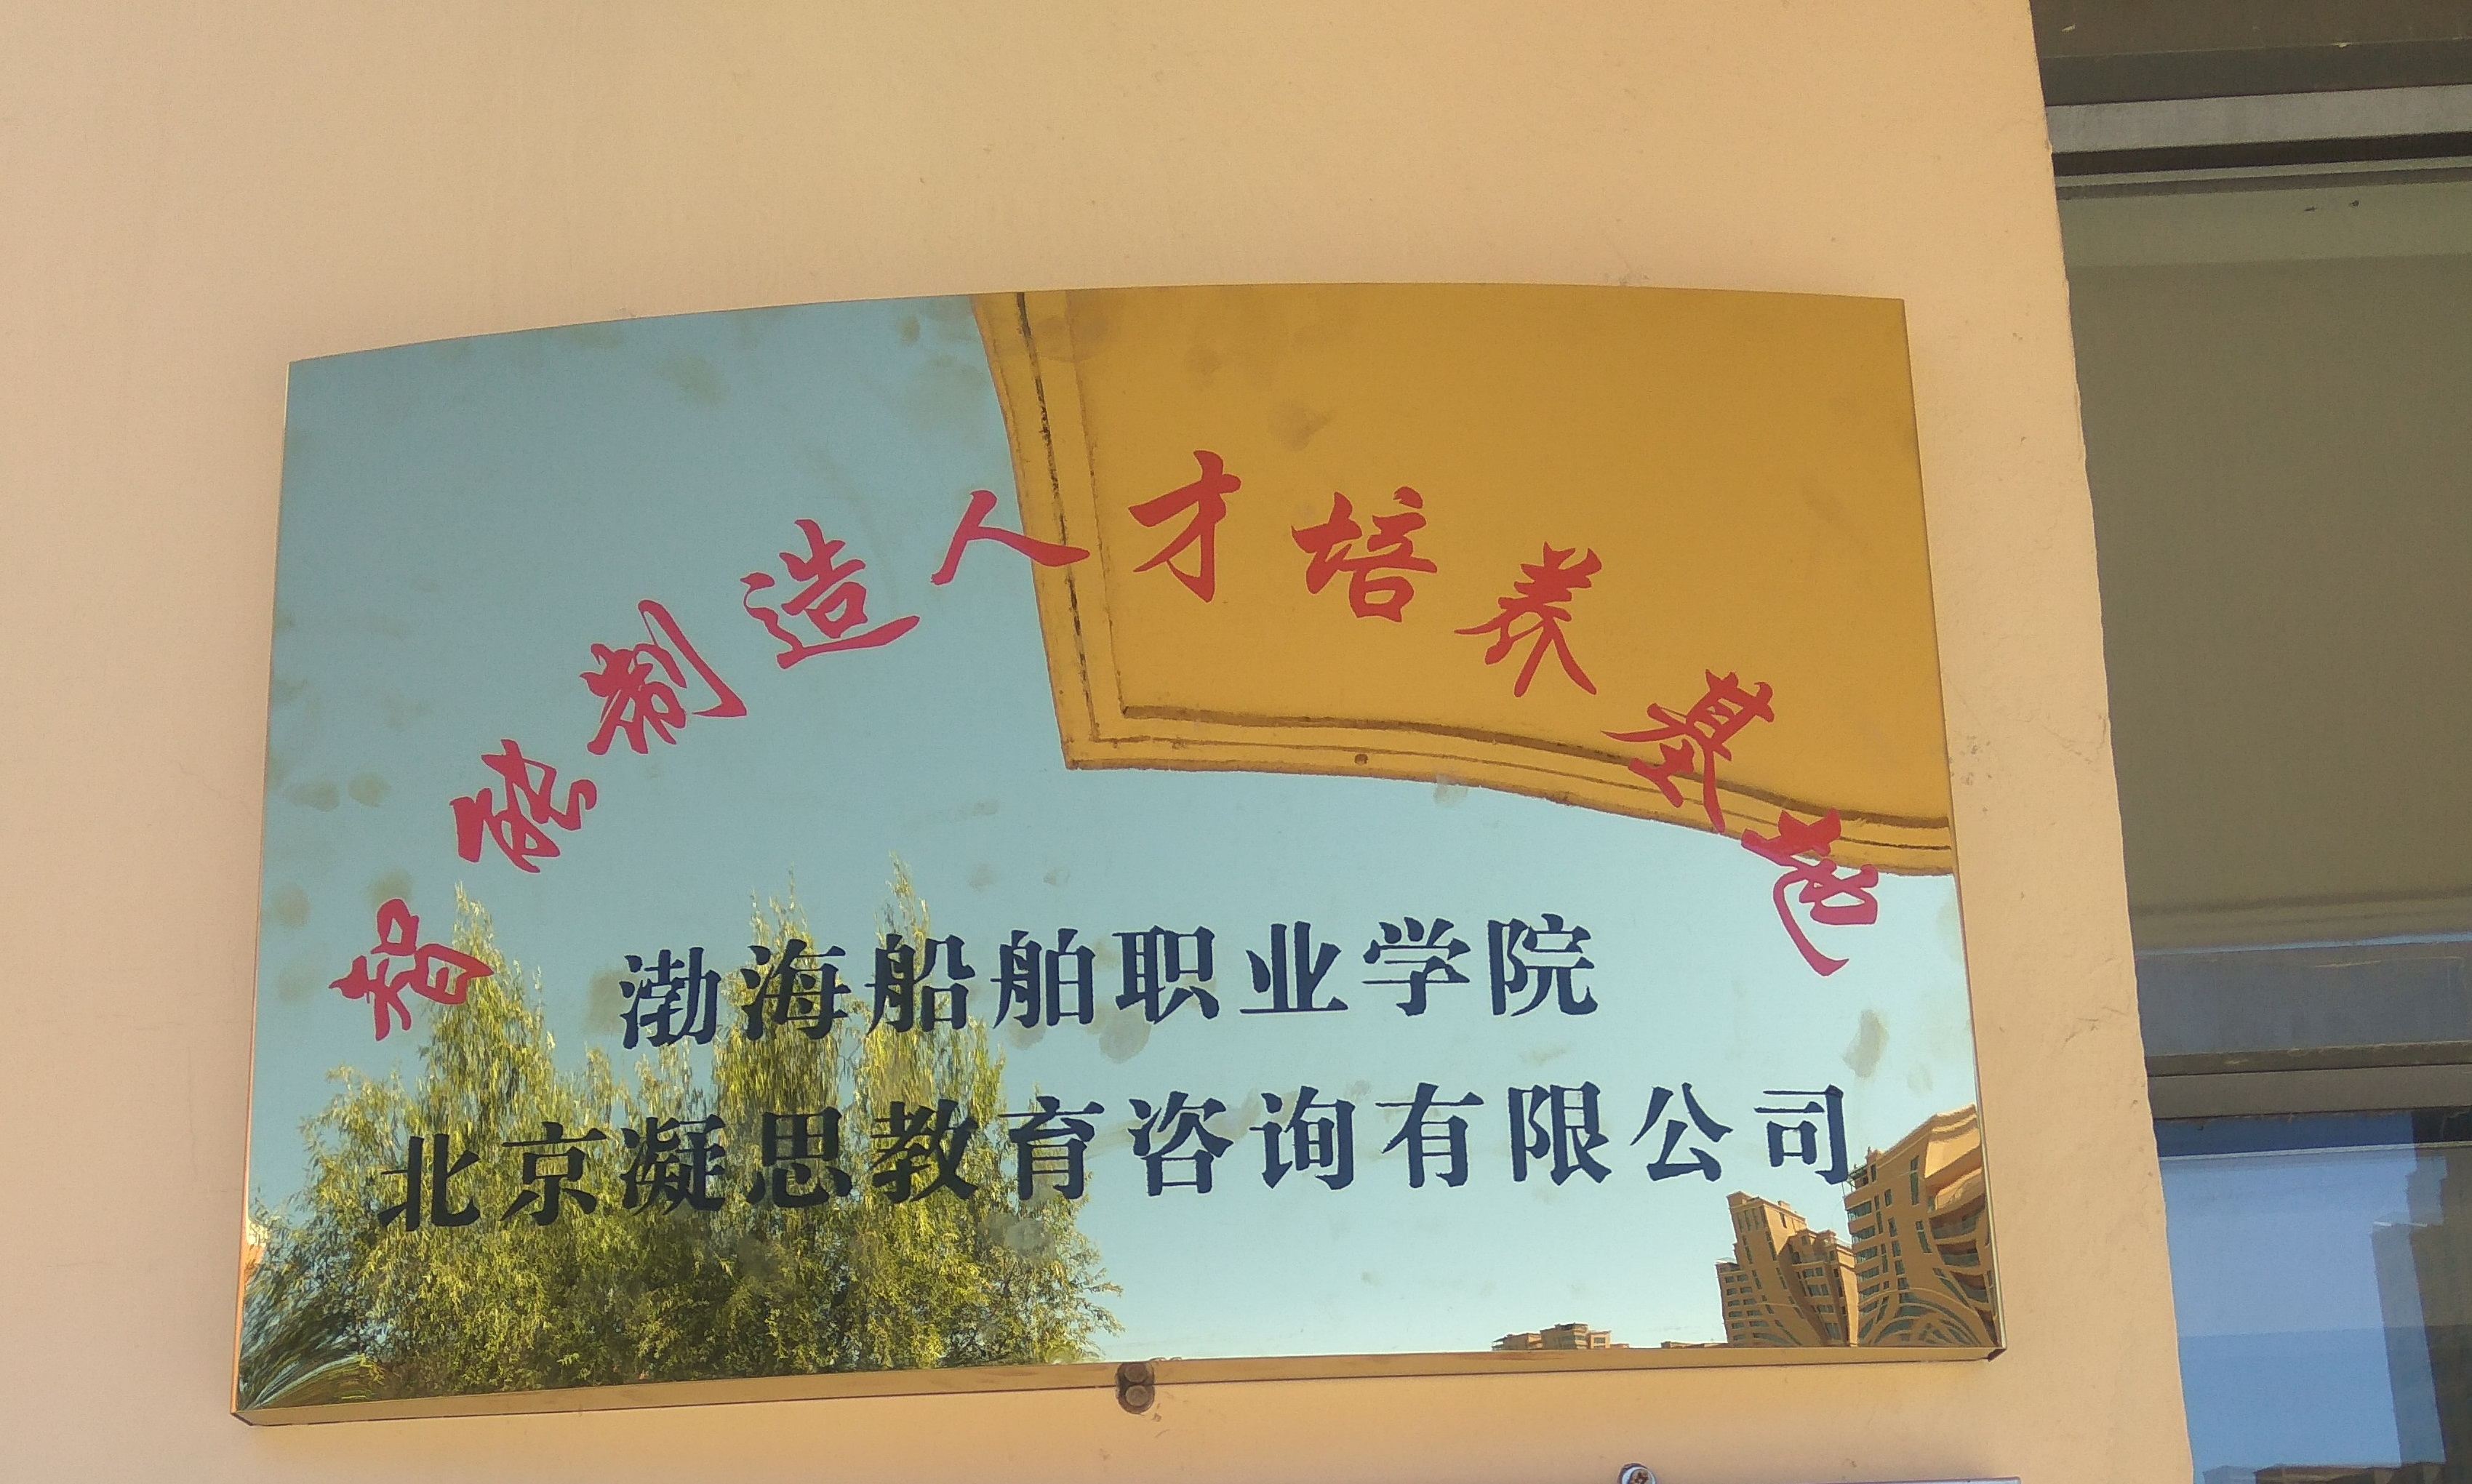 智能制造人才培养基地
渤海船舶职业学院
北京凝思教育咨询有限公司